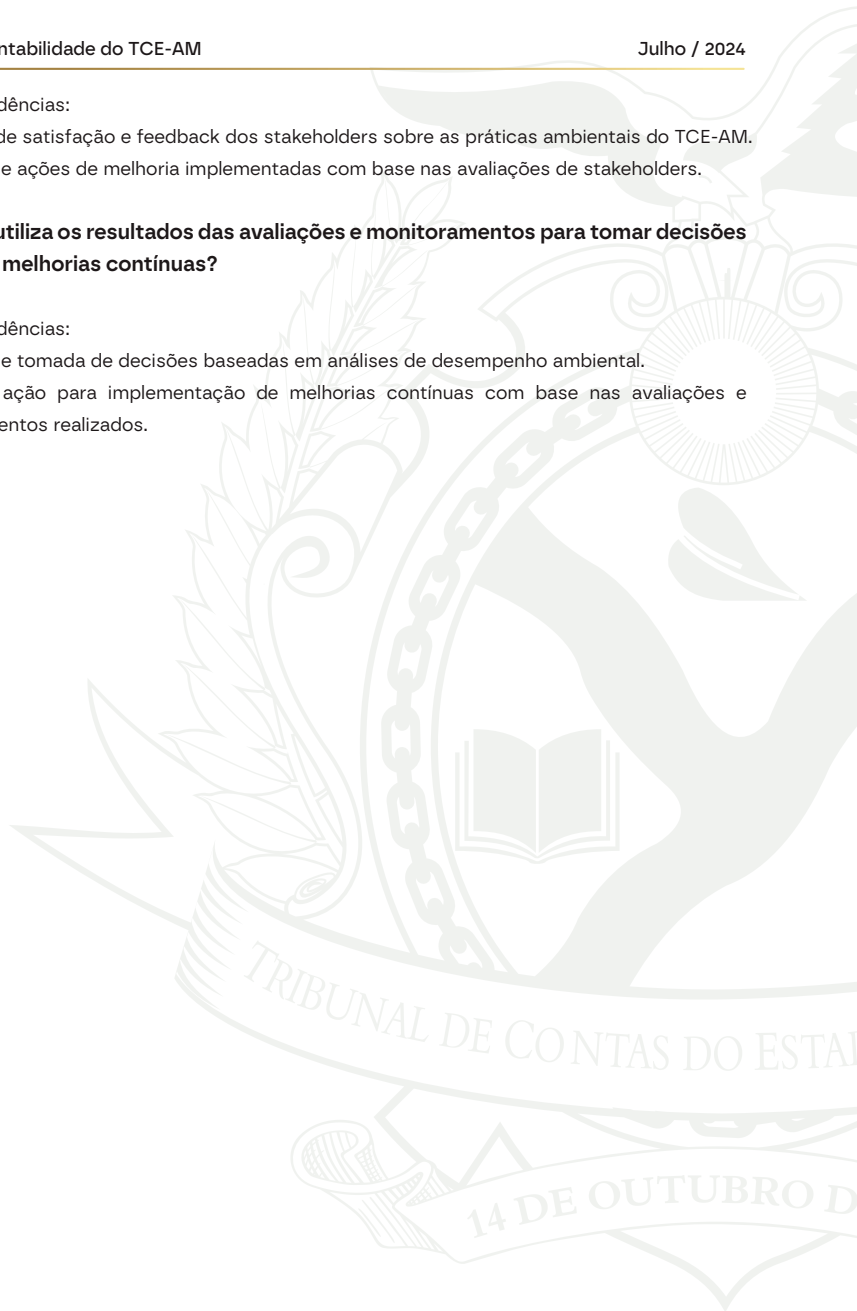 ntabilidade do TCE-AM Julho / 2024
dências:
de satisfação e feedback dos stakeholders sobre as práticas ambientais do TCE-AM.
e ações de melhoria implementadas com base nas avaliações de stakeholders.
utiliza os resultados das avaliações e monitoramentos para tomar decisões
melhorias contínuas?
dências:
e tomada de decisões baseadas em análises de desempenho ambiental.
ação para implementação de melhorias contínuas com base nas avaliações e
entos realizados.
TRIBUNAL DE CONTAS DO ESTA
14 DE OUTUBRO D